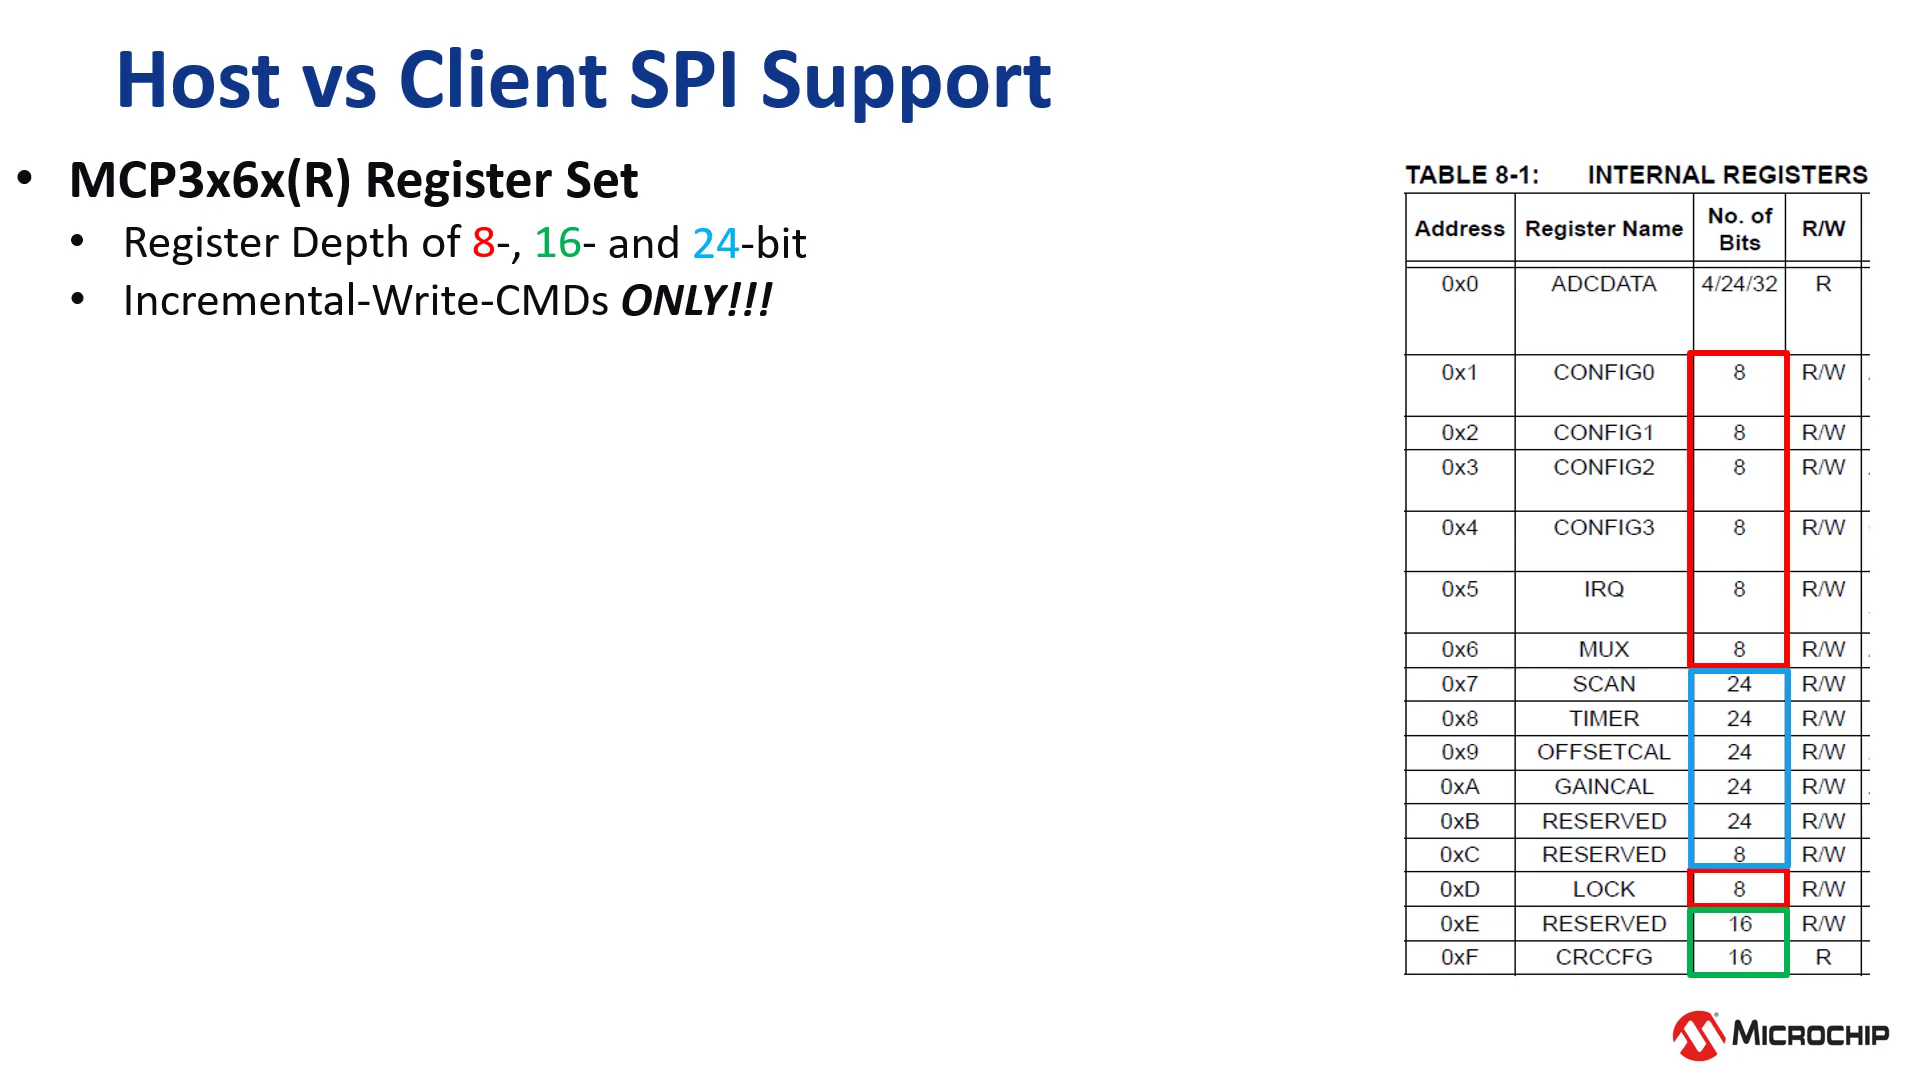 Host vs Client SPI Support
• MCP3x6x(R) Register Set
• Register Depth of 8-, 16- and 24-bit
• Incremental-Write-CMDs ONLY!!!
TABLE 8-1: INTERNAL REGISTERS
Address Register Name No. of Bits R/W
0x0 ADCDATA 4/24/32 R
0x1 CONFIG0 8 R/W
0x2 CONFIG1 8 R/W
0x3 CONFIG2 8 R/W
0x4 CONFIG3 8 R/W
0x5 IRQ 8 R/W
0x6 MUX 8 R/W
0x7 SCAN 24 R/W
0x8 TIMER 24 R/W
0x9 OFFSETCAL 24 R/W
0xA GAINCAL 24 R/W
0xB RESERVED 24 R/W
0xC RESERVED 8 R/W
0xD LOCK 8 R/W
0xE RESERVED 16 R/W
0xF CRCCFG 16 R
MICROCHIP